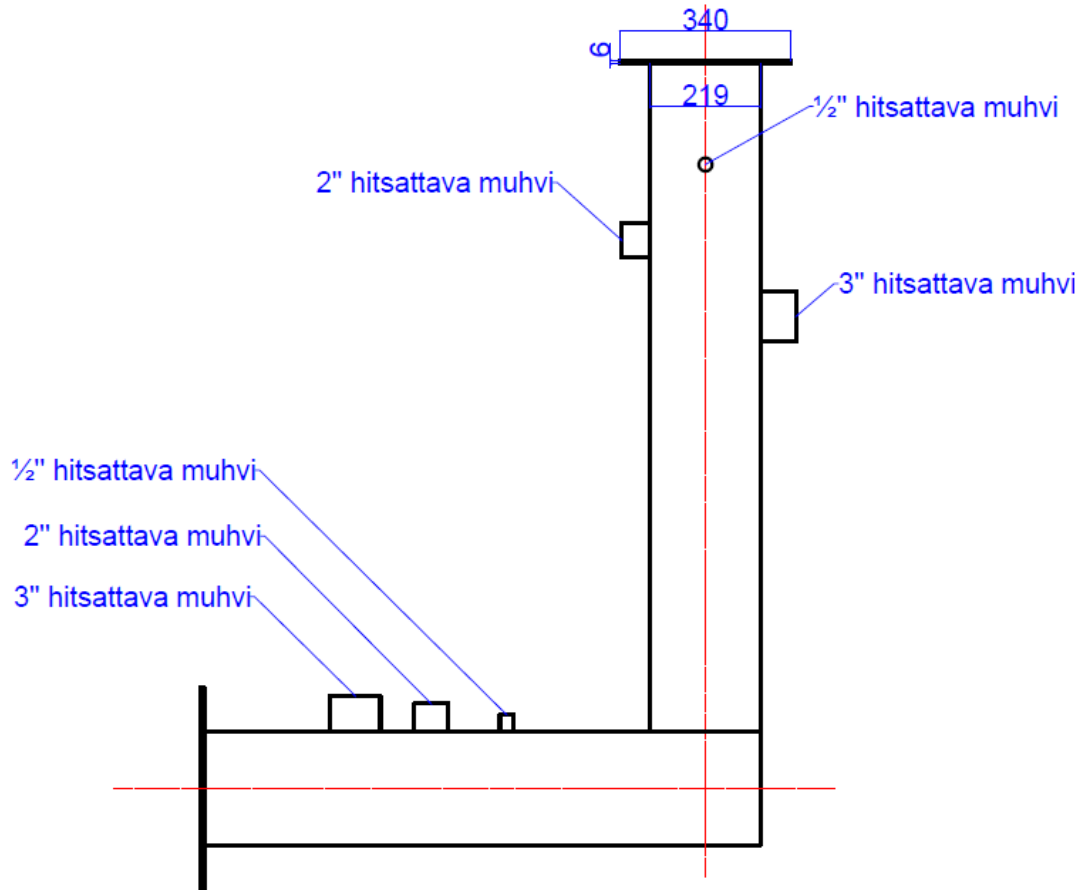 340
6
219
½" hitsattava muhvi
2" hitsattava muhvi
3" hitsattava muhvi
½" hitsattava muhvi
2" hitsattava muhvi
3" hitsattava muhvi